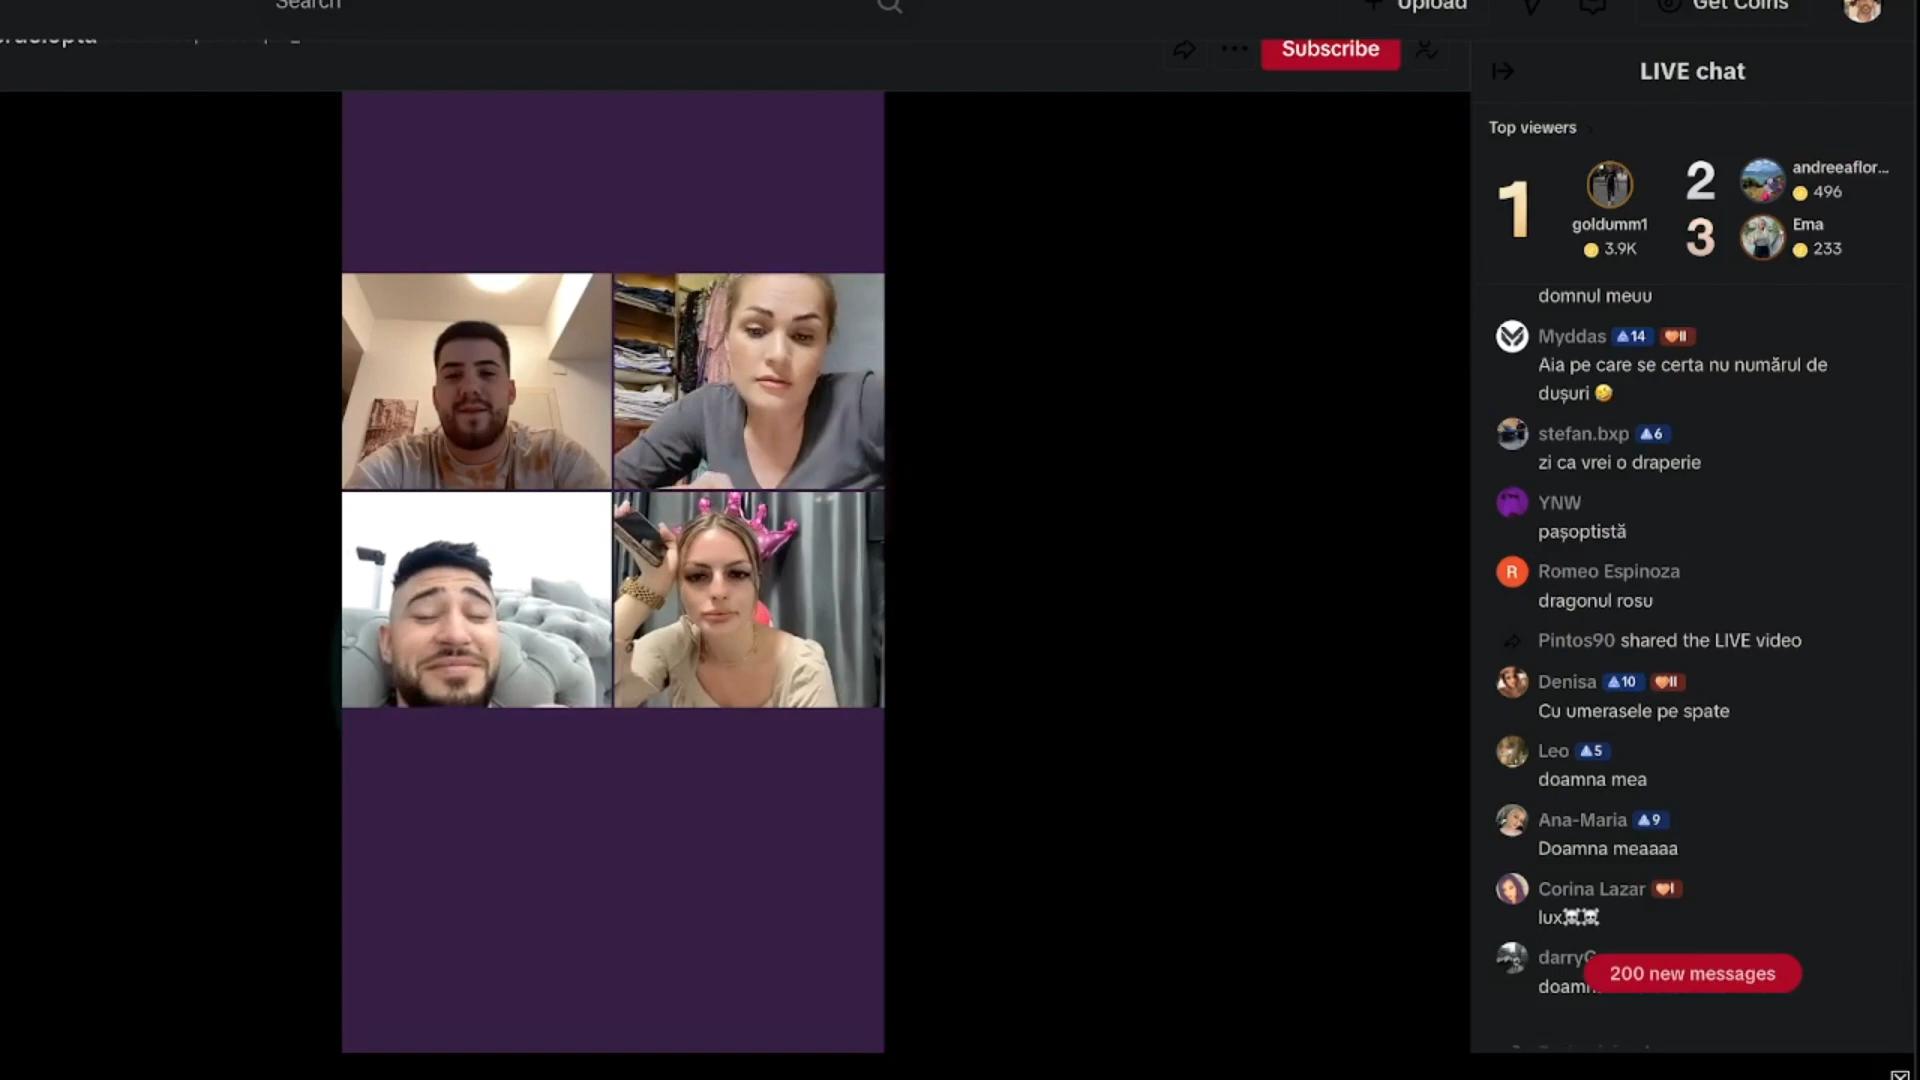 Search
Upload
Get Coins
Subscribe
LIVE chat
Top viewers
1
goldumm1
3.9K
2
andreeaflor...
496
3
Ema
233
domnul meuu
Myddas 14 II
Aia pe care se certa nu numărul de
dușuri 🤣
stefan.bxp 6
zi ca vrei o draperie
YNW
pașoptistă
R Romeo Espinoza
dragonul rosu
Pintos90 shared the LIVE video
Denisa 10 II
Cu umerasele pe spate
Leo 5
doamna mea
Ana-Maria 9
Doamna meaaaa
Corina Lazar I
lux☠️☠️
200 new messages